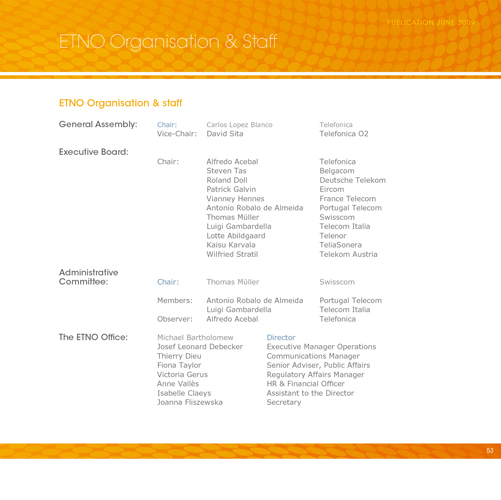 PUBLICATION JUNE 2009
ETNO Organisation & Staff
ETNO Organisation & staff
General Assembly: Chair: Carlos Lopez Blanco Telefonica
Vice-Chair: David Sita Telefonica O2
Executive Board:
Chair: Alfredo Acebal Telefonica
Steven Tas Belgacom
Roland Doll Deutsche Telekom
Patrick Galvin Eircom
Vianney Hennes France Telecom
Antonio Robalo de Almeida Portugal Telecom
Thomas Müller Swisscom
Luigi Gambardella Telecom Italia
Lotte Abildgaard Telenor
Kaisu Karvala TeliaSonera
Wilfried Stratil Telekom Austria
Administrative
Committee: Chair: Thomas Müller Swisscom
Members: Antonio Robalo de Almeida Portugal Telecom
Luigi Gambardella Telecom Italia
Observer: Alfredo Acebal Telefonica
The ETNO Office: Michael Bartholomew Director
Josef Leonard Debecker Executive Manager Operations
Thierry Dieu Communications Manager
Fiona Taylor Senior Adviser, Public Affairs
Victoria Gerus Regulatory Affairs Manager
Anne Vallès HR & Financial Officer
Isabelle Claeys Assistant to the Director
Joanna Fliszewska Secretary
53